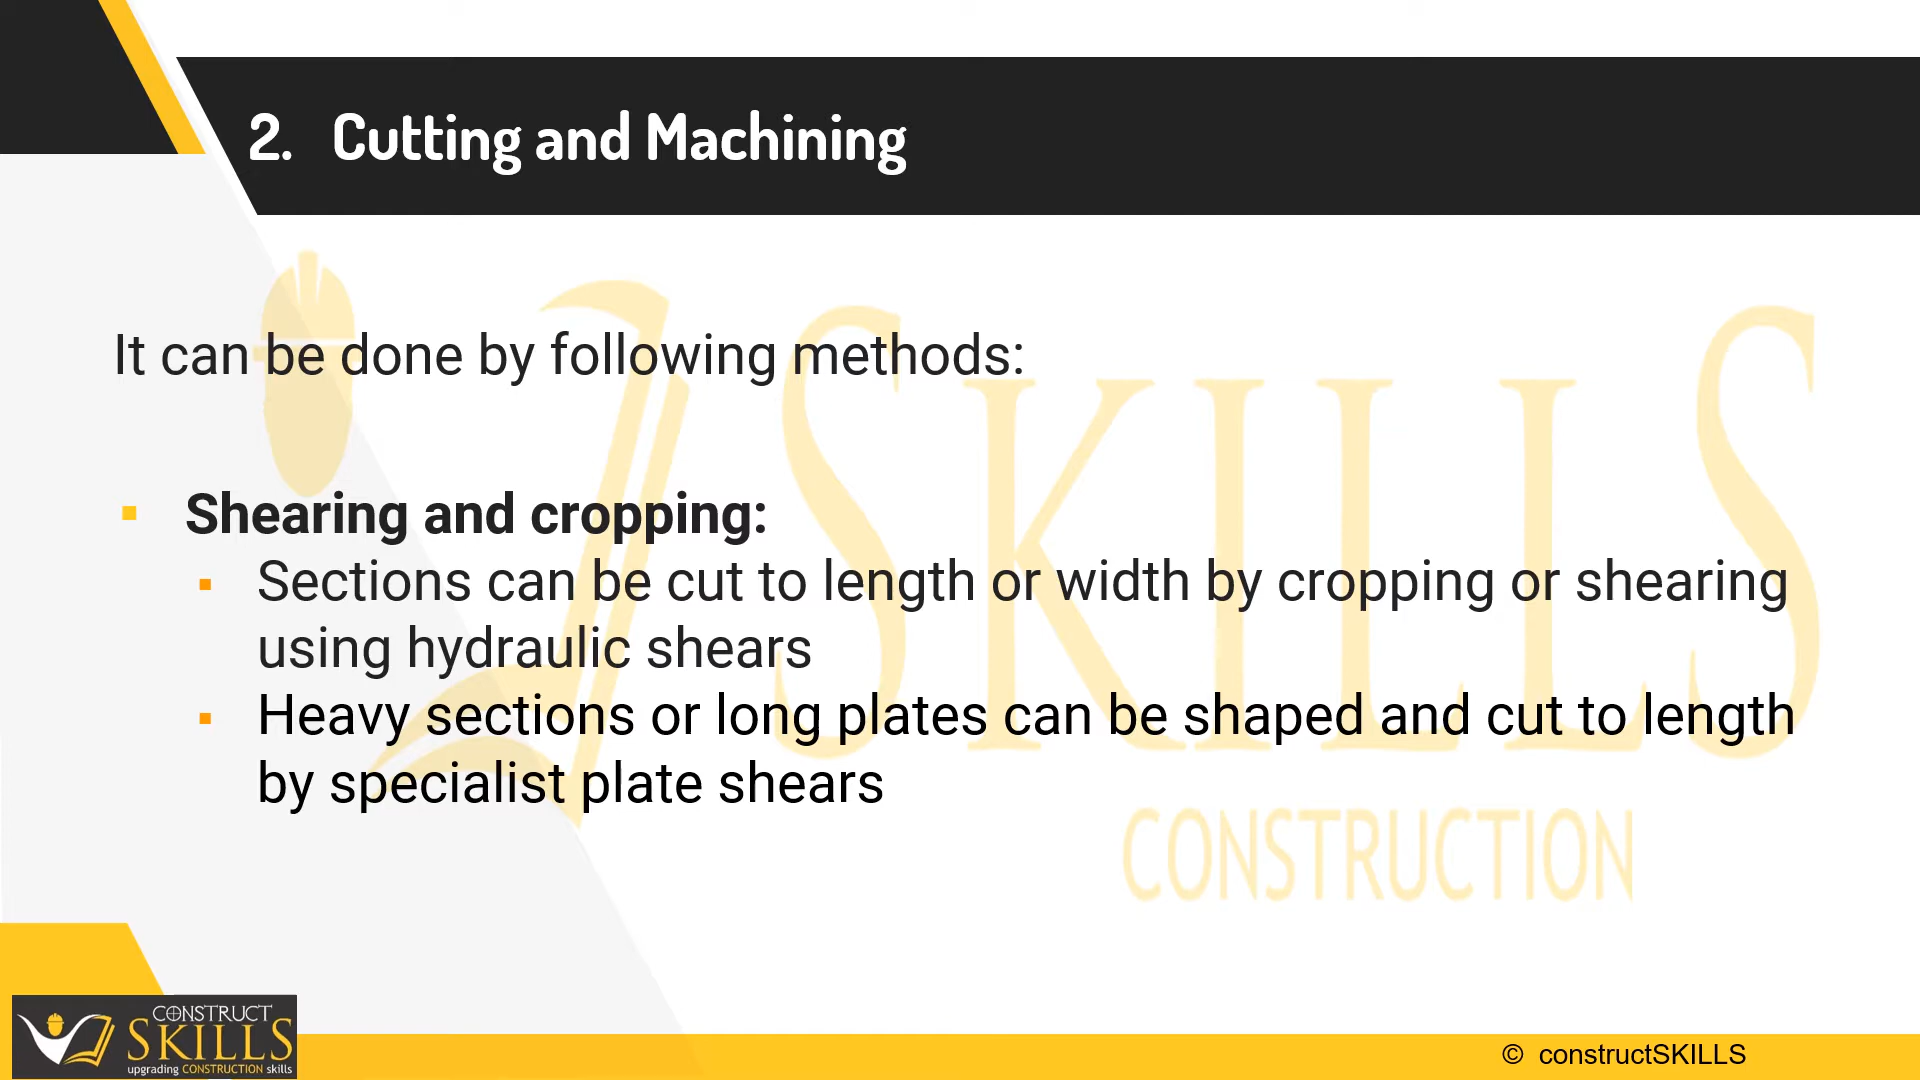 2. Cutting and Machining
It can be done by following methods:
▪ Shearing and cropping:
▪ Sections can be cut to length or width by cropping or shearing
using hydraulic shears
▪ Heavy sections or long plates can be shaped and cut to length
by specialist plate shears
SKILLS
CONSTRUCTION
CONSTRUCT
SKILLS
upgrading CONSTRUCTION skills
© constructSKILLS